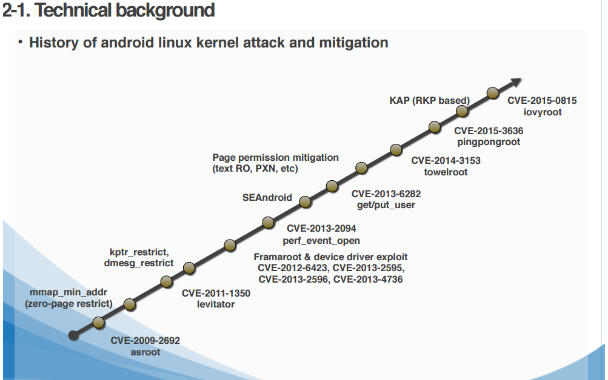 2-1. Technical background
• History of android linux kernel attack and mitigation
KAP (RKP based)
CVE-2015-0815
iovyroot
CVE-2015-3636
pingpongroot
CVE-2014-3153
towelroot
Page permission mitigation
(text RO, PXN, etc)
CVE-2013-6282
get/put_user
SEAndroid
CVE-2013-2094
perf_event_open
kptr_restrict,
dmesg_restrict
Framaroot & device driver exploit
CVE-2012-6423, CVE-2013-2595,
CVE-2013-2596, CVE-2013-4736
mmap_min_addr
(zero-page restrict)
CVE-2011-1350
levitator
CVE-2009-2692
asroot